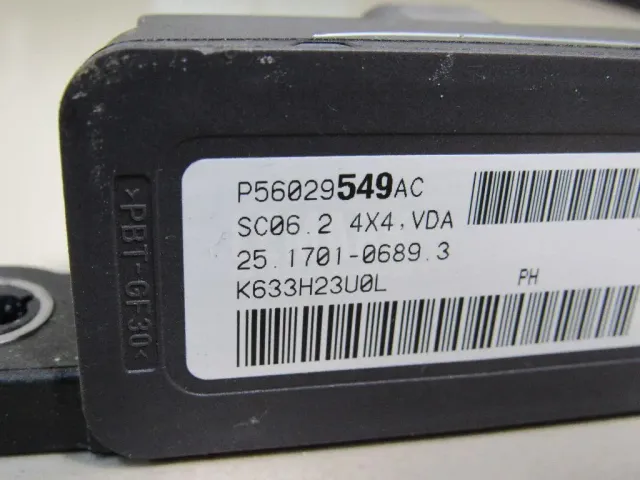 P56029549AC
SC06.2 4X4,VDA
25.1701-0689.3
K633H23U0L
PH
>PBT-GF30<